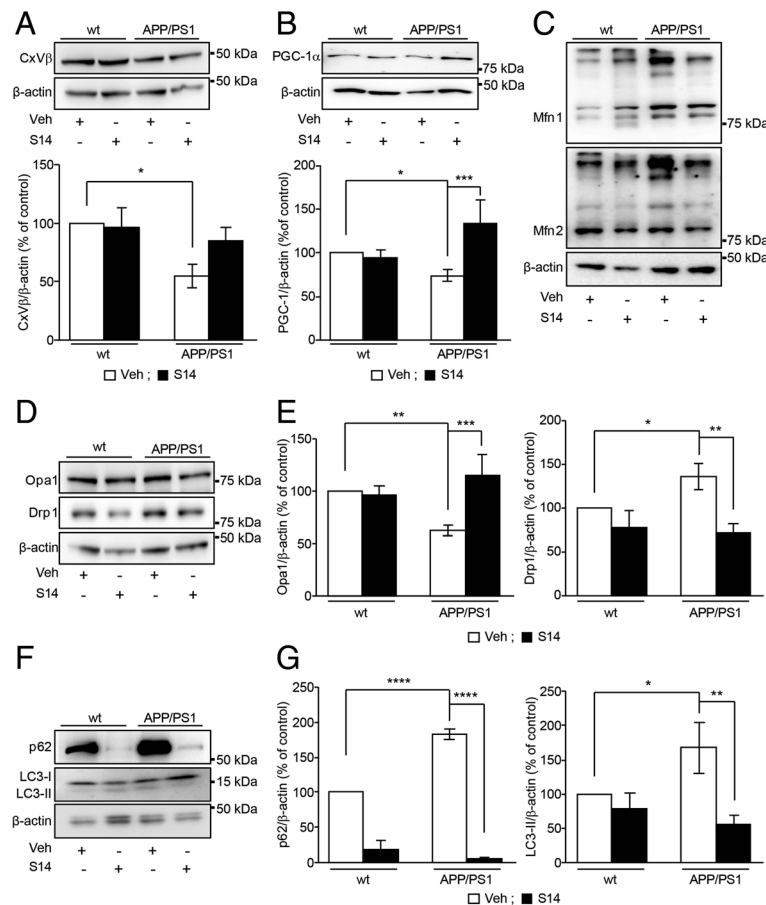 A
wt APP/PS1
CxVβ
50 kDa
β-actin
50 kDa
Veh + - + -
S14 - + - +
CxVβ/β-actin (% of control)
150
100
50
0
*
wt APP/PS1
Veh ; S14
B
wt APP/PS1
PGC-1α
75 kDa
β-actin
50 kDa
Veh + - + -
S14 - + - +
PGC-1/β-actin (%of control)
200
150
100
50
0
* ***
wt APP/PS1
Veh ; S14
C
wt APP/PS1
Mfn1
75 kDa
Mfn2
75 kDa
β-actin
50 kDa
Veh + - + -
S14 - + - +
D
wt APP/PS1
Opa1
75 kDa
Drp1
75 kDa
β-actin
50 kDa
Veh + - + -
S14 - + - +
E
Opa1/β-actin (% of control)
200
150
100
50
0
** ***
wt APP/PS1
Drp1/β-actin (% of control)
200
150
100
50
0
* **
wt APP/PS1
Veh ; S14
F
wt APP/PS1
p62
50 kDa
LC3-I
15 kDa
LC3-II
β-actin
50 kDa
Veh + - + -
S14 - + - +
G
p62/β-actin (% of control)
250
200
150
100
50
0
**** ****
wt APP/PS1
LC3-II/β-actin (% of control)
250
200
150
100
50
0
* **
wt APP/PS1
Veh ; S14